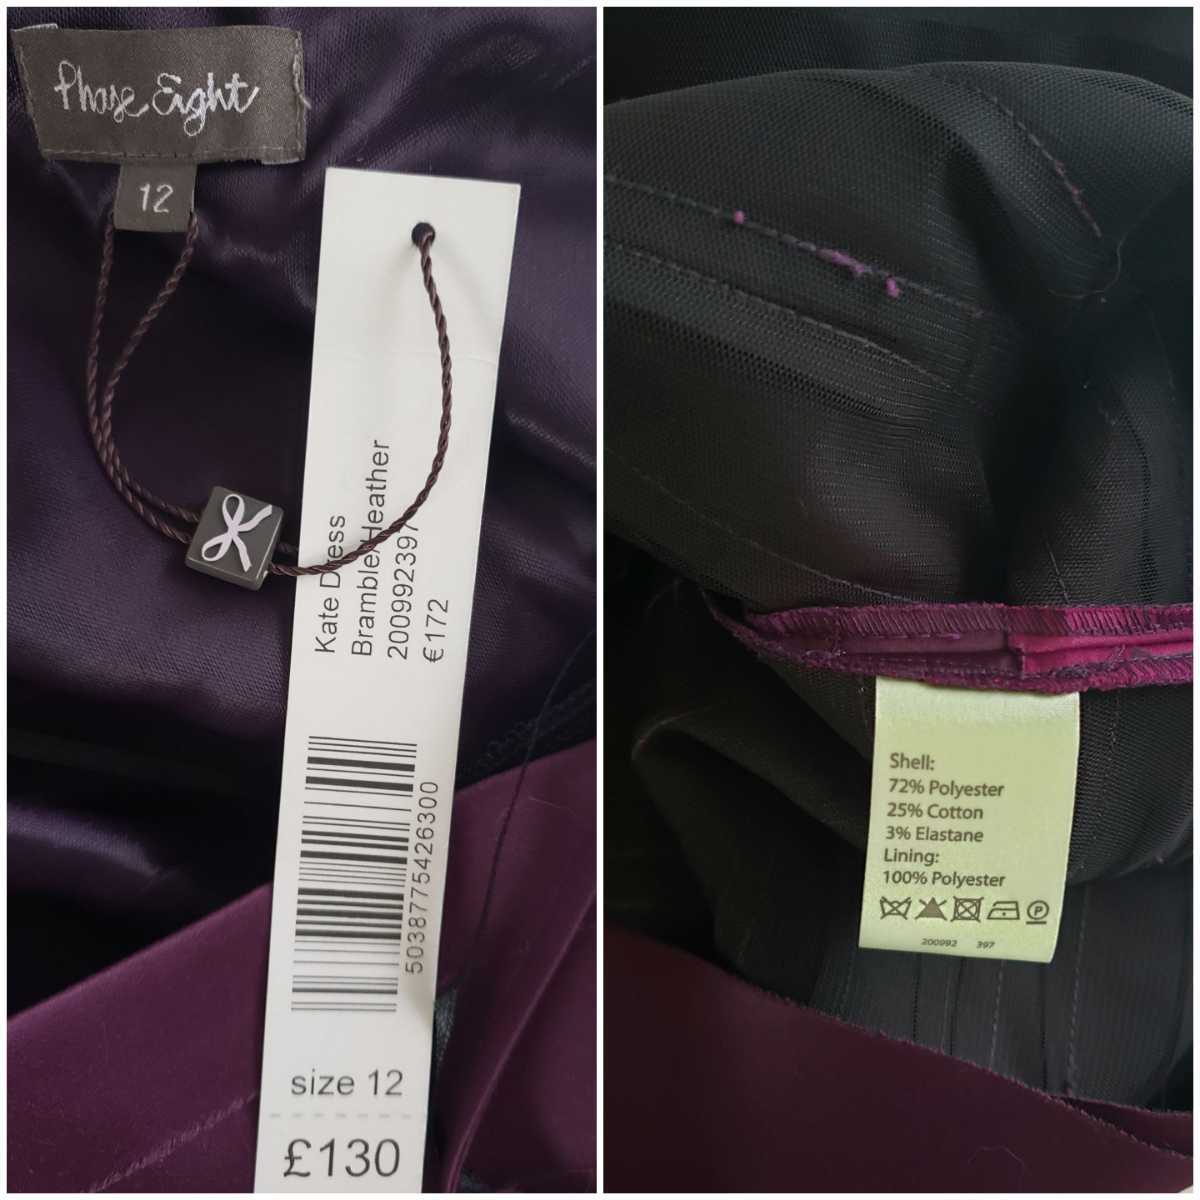 Phase Eight
12
Kate Dress
Bramble/Heather
200992397
€172
5038775426300
size 12
£130
Shell:
72% Polyester
25% Cotton
3% Elastane
Lining:
100% Polyester
P
200992 397